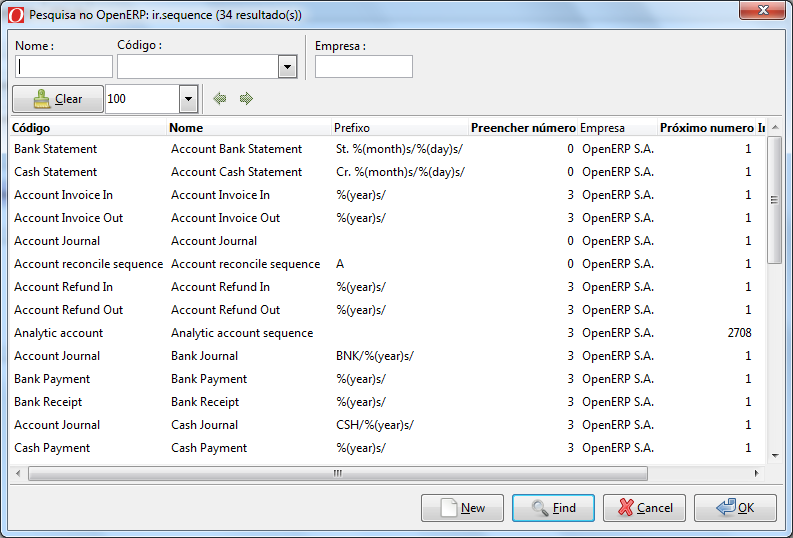 Pesquisa no OpenERP: ir.sequence (34 resultado(s))
Nome : Código : Empresa :
Clear 100
Código Nome Prefixo Preencher número Empresa Próximo numero In
Bank Statement Account Bank Statement St. %(month)s/%(day)s/ 0 OpenERP S.A. 1
Cash Statement Account Cash Statement Cr. %(month)s/%(day)s/ 0 OpenERP S.A. 1
Account Invoice In Account Invoice In %(year)s/ 3 OpenERP S.A. 1
Account Invoice Out Account Invoice Out %(year)s/ 3 OpenERP S.A. 1
Account Journal Account Journal 0 OpenERP S.A. 1
Account reconcile sequence Account reconcile sequence A 0 OpenERP S.A. 1
Account Refund In Account Refund In %(year)s/ 3 OpenERP S.A. 1
Account Refund Out Account Refund Out %(year)s/ 3 OpenERP S.A. 1
Analytic account Analytic account sequence 3 OpenERP S.A. 2708
Account Journal Bank Journal BNK/%(year)s/ 3 OpenERP S.A. 1
Bank Payment Bank Payment %(year)s/ 3 OpenERP S.A. 1
Bank Receipt Bank Receipt %(year)s/ 3 OpenERP S.A. 1
Account Journal Cash Journal CSH/%(year)s/ 3 OpenERP S.A. 1
Cash Payment Cash Payment %(year)s/ 3 OpenERP S.A. 1
New Find Cancel OK